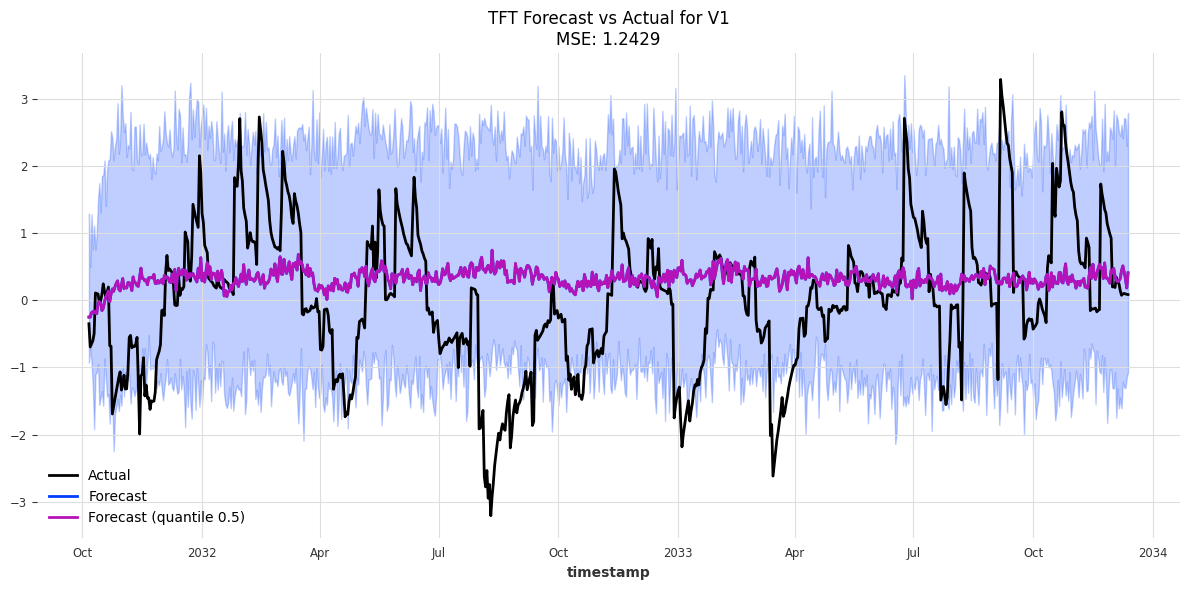 TFT Forecast vs Actual for V1
MSE: 1.2429
3
2
1
0
−1
−2
−3
Actual
Forecast
Forecast (quantile 0.5)
Oct 2032 Apr Jul Oct 2033 Apr Jul Oct 2034
timestamp